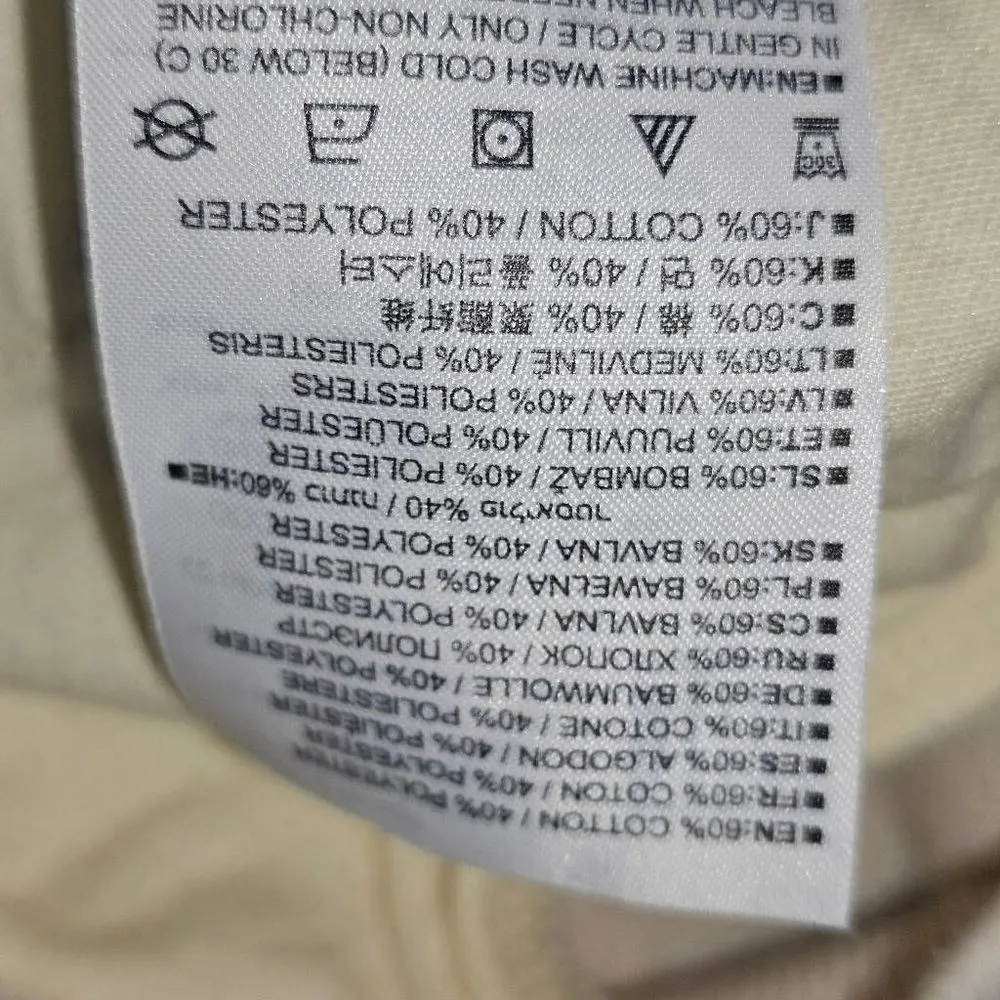 ■EN:60% COTTON / 40% POLYESTER
■FR:60% COTON / 40% POLYESTER
■ES:60% ALGODON / 40% POLIESTER
■IT:60% COTONE / 40% POLIESTERE
■DE:60% BAUMWOLLE / 40% POLYESTER
■RU:60% ХЛОПОК / 40% ПОЛИЭСТР
■CS:60% BAVLNA / 40% POLYESTER
■PL:60% BAWEŁNA / 40% POLIESTER
■SK:60% BAVLNA / 40% POLYESTER
■HE:60% כותנה / 40% פוליאסטר
■SL:60% BOMBAŽ / 40% POLIESTER
■ET:60% PUUVILL / 40% POLÜESTER
■LV:60% VILNA / 40% POLIESTERS
■LT:60% MEDVILNĖ / 40% POLIESTERIS
■C:60% 棉 / 40% 聚酯纤维
■K:60% 면 / 40% 폴리에스터
■J:60% COTTON / 40% POLYESTER
30C
■EN:MACHINE WASH COLD (BELOW 30 C)
IN GENTLE CYCLE / ONLY NON-CHLORINE
BLEACH WHEN